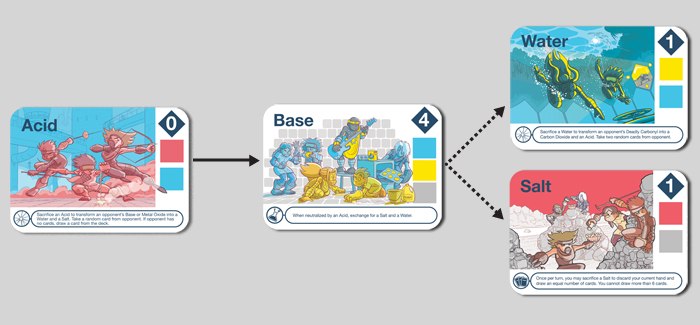 Acid
0
Sacrifice an Acid to transform an opponent's Base or Metal Oxide into a
Water and a Salt. Take a random card from opponent. If opponent has
no cards, draw a card from the deck.
Base
4
When neutralized by an Acid, exchange for a Salt and a Water.
Water
1
Sacrifice a Water to transform an opponent's Deadly Carbonyl into a
Carbon Dioxide and an Acid. Take two random cards from opponent.
Salt
1
Once per turn, you may sacrifice a Salt to discard your current hand and
draw an equal number of cards. You cannot draw more than 6 cards.